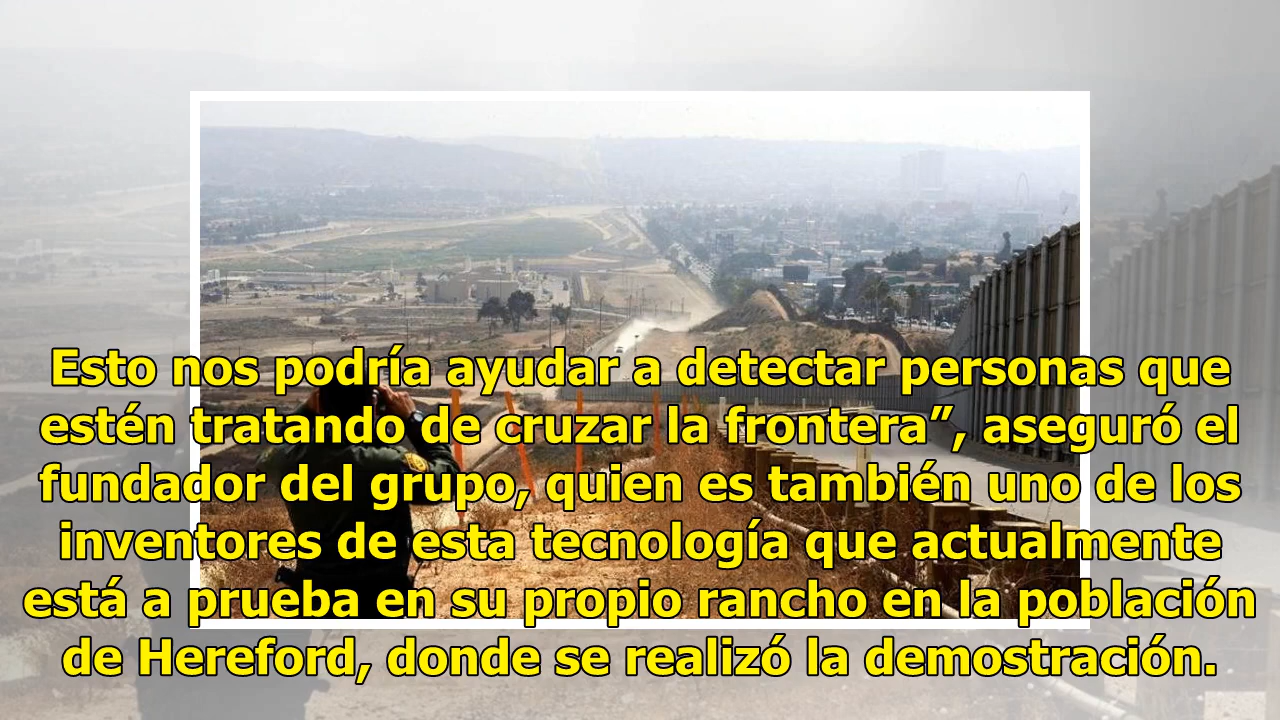 Esto nos podría ayudar a detectar personas que
estén tratando de cruzar la frontera”, aseguró el
fundador del grupo, quien es también uno de los
inventores de esta tecnología que actualmente
está a prueba en su propio rancho en la población
de Hereford, donde se realizó la demostración.